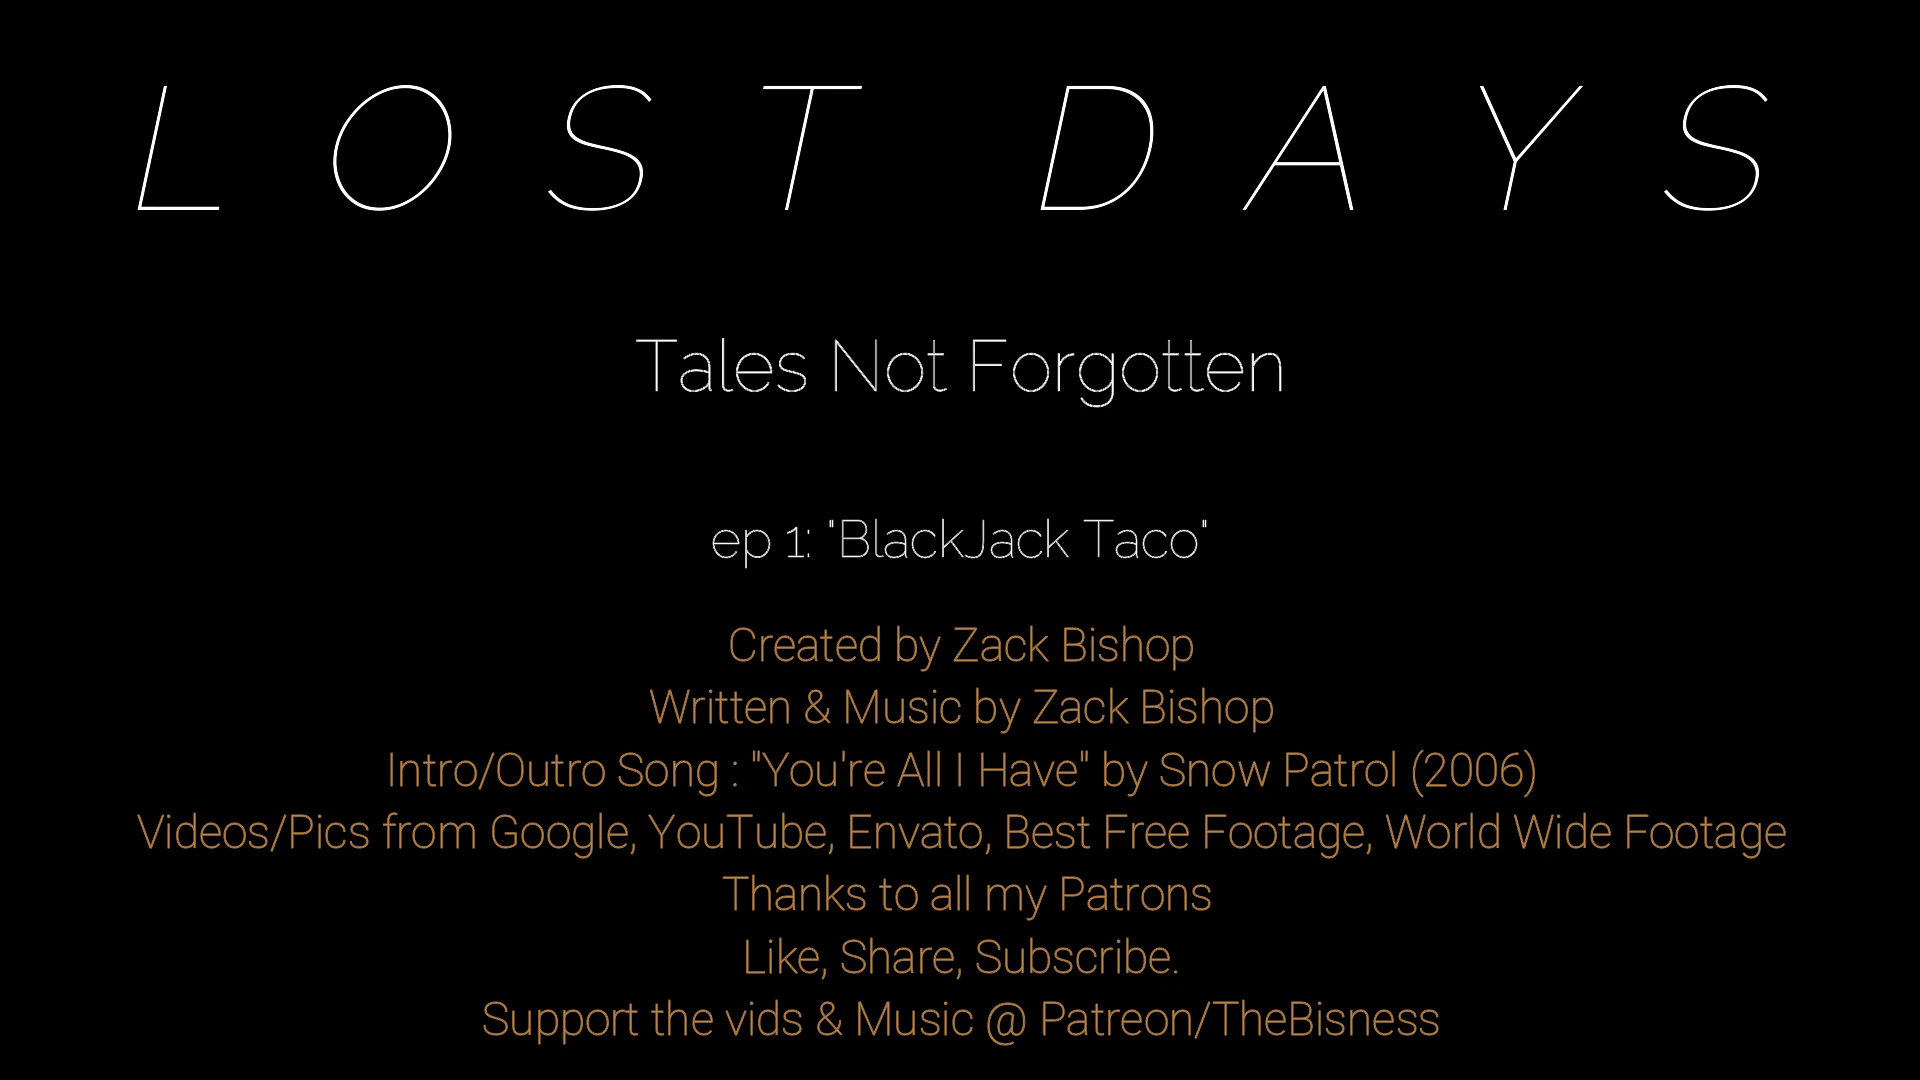 LOST DAYS
Tales Not Forgotten
ep 1: "BlackJack Taco"
Created by Zack Bishop
Written & Music by Zack Bishop
Intro/Outro Song : "You're All I Have" by Snow Patrol (2006)
Videos/Pics from Google, YouTube, Envato, Best Free Footage, World Wide Footage
Thanks to all my Patrons
Like, Share, Subscribe.
Support the vids & Music @ Patreon/TheBisness